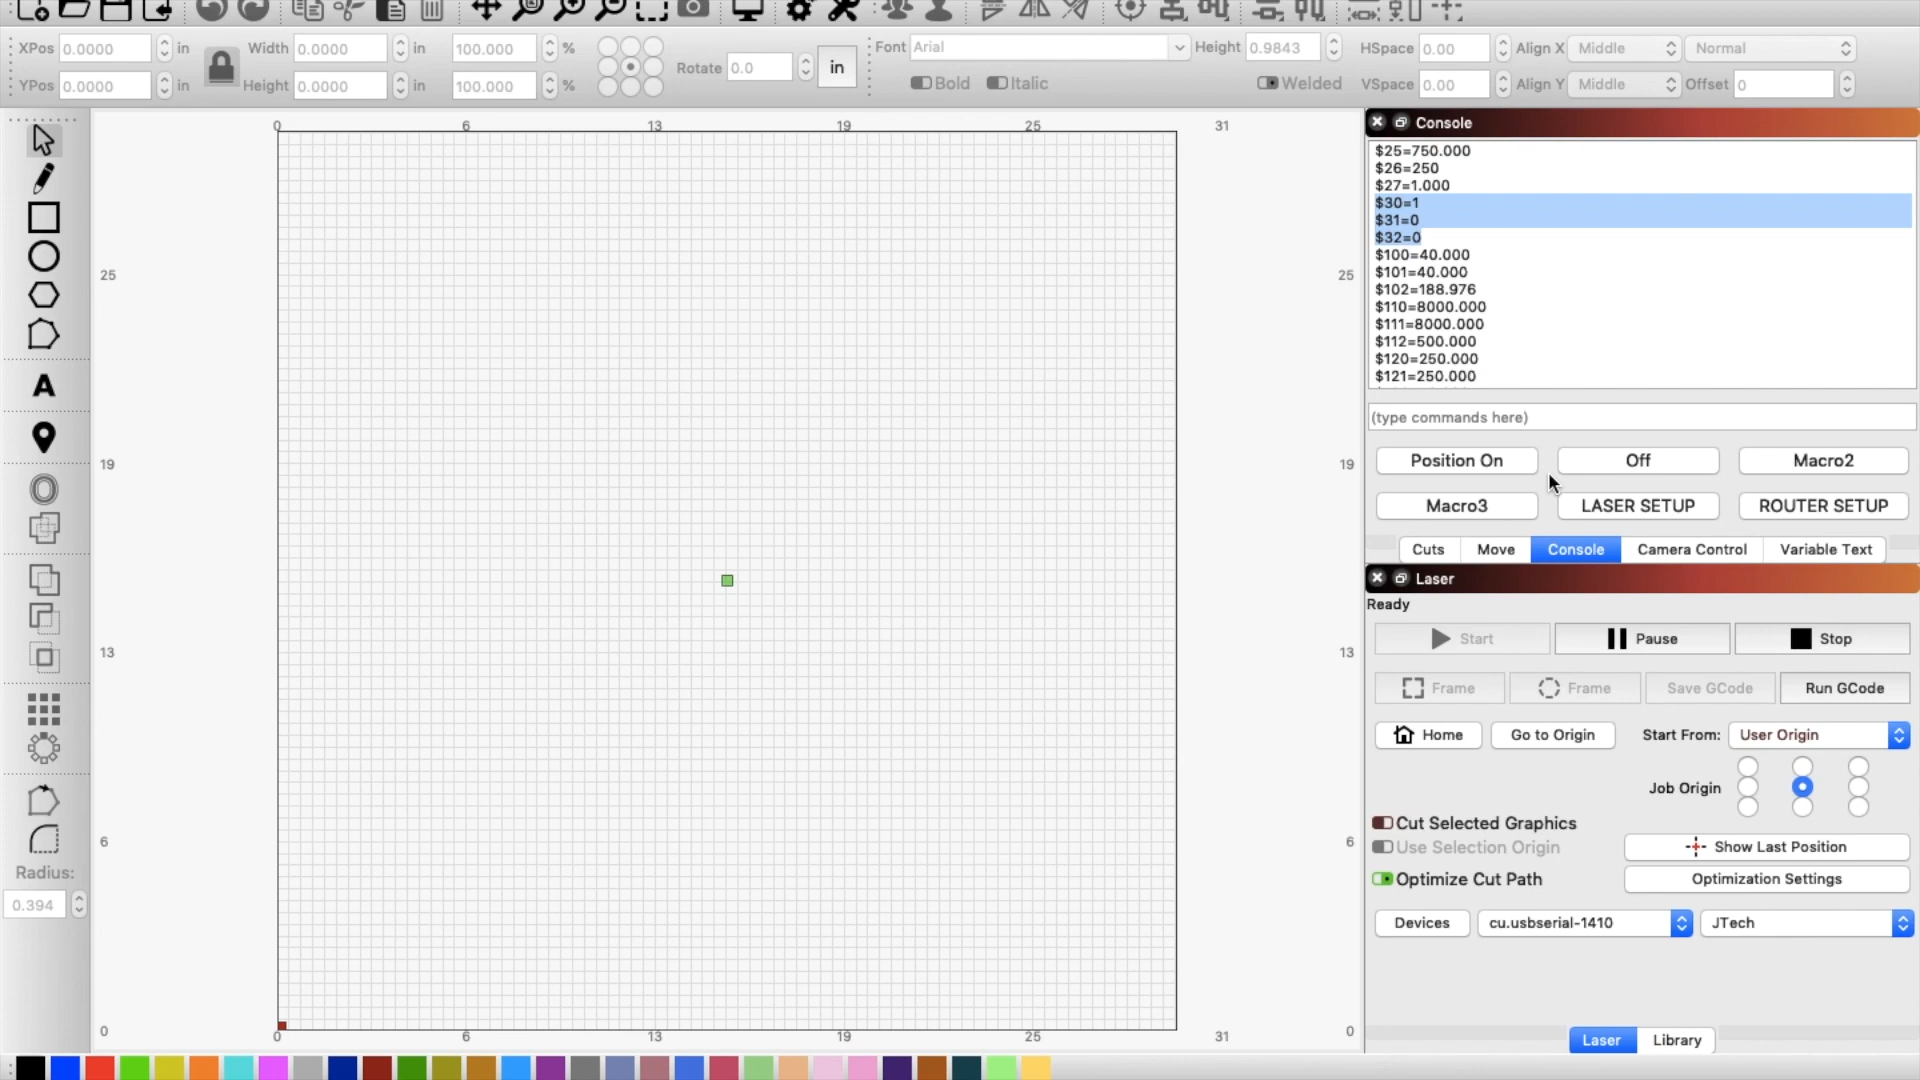 XPos 0.0000 in Width 0.0000 in 100.000 %
YPos 0.0000 in Height 0.0000 in 100.000 %
Rotate 0.0 in
Font Arial Height 0.9843 HSpace 0.00 Align X Middle Normal
Bold Italic Welded VSpace 0.00 Align Y Middle Offset 0
0 6 13 19 25 31
25 25
19 19
13 13
6 6
0 0
0 6 13 19 25 31
Radius:
0.394
Console
$25=750.000
$26=250
$27=1.000
$30=1
$31=0
$32=0
$100=40.000
$101=40.000
$102=188.976
$110=8000.000
$111=8000.000
$112=500.000
$120=250.000
$121=250.000
(type commands here)
Position On Off Macro2
Macro3 LASER SETUP ROUTER SETUP
Cuts Move Console Camera Control Variable Text
Laser
Ready
Start Pause Stop
Frame Frame Save GCode Run GCode
Home Go to Origin Start From: User Origin
Job Origin
Cut Selected Graphics
Use Selection Origin Show Last Position
Optimize Cut Path Optimization Settings
Devices cu.usbserial-1410 JTech
Laser Library